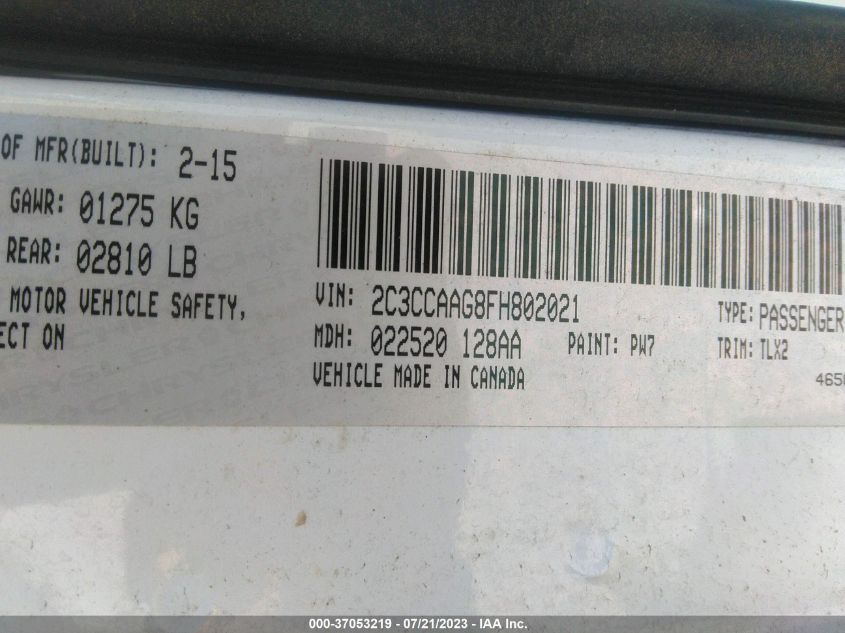 OF MFR(BUILT): 2-15
GAWR: 01275 KG
REAR: 02810 LB
MOTOR VEHICLE SAFETY,
ECT ON
VIN: 2C3CCAAG8FH802021
TYPE: PASSENGER
MDH: 022520 128AA PAINT: PW7
TRIM: TLX2
VEHICLE MADE IN CANADA
465
000-37053219 - 07/21/2023 - IAA Inc.